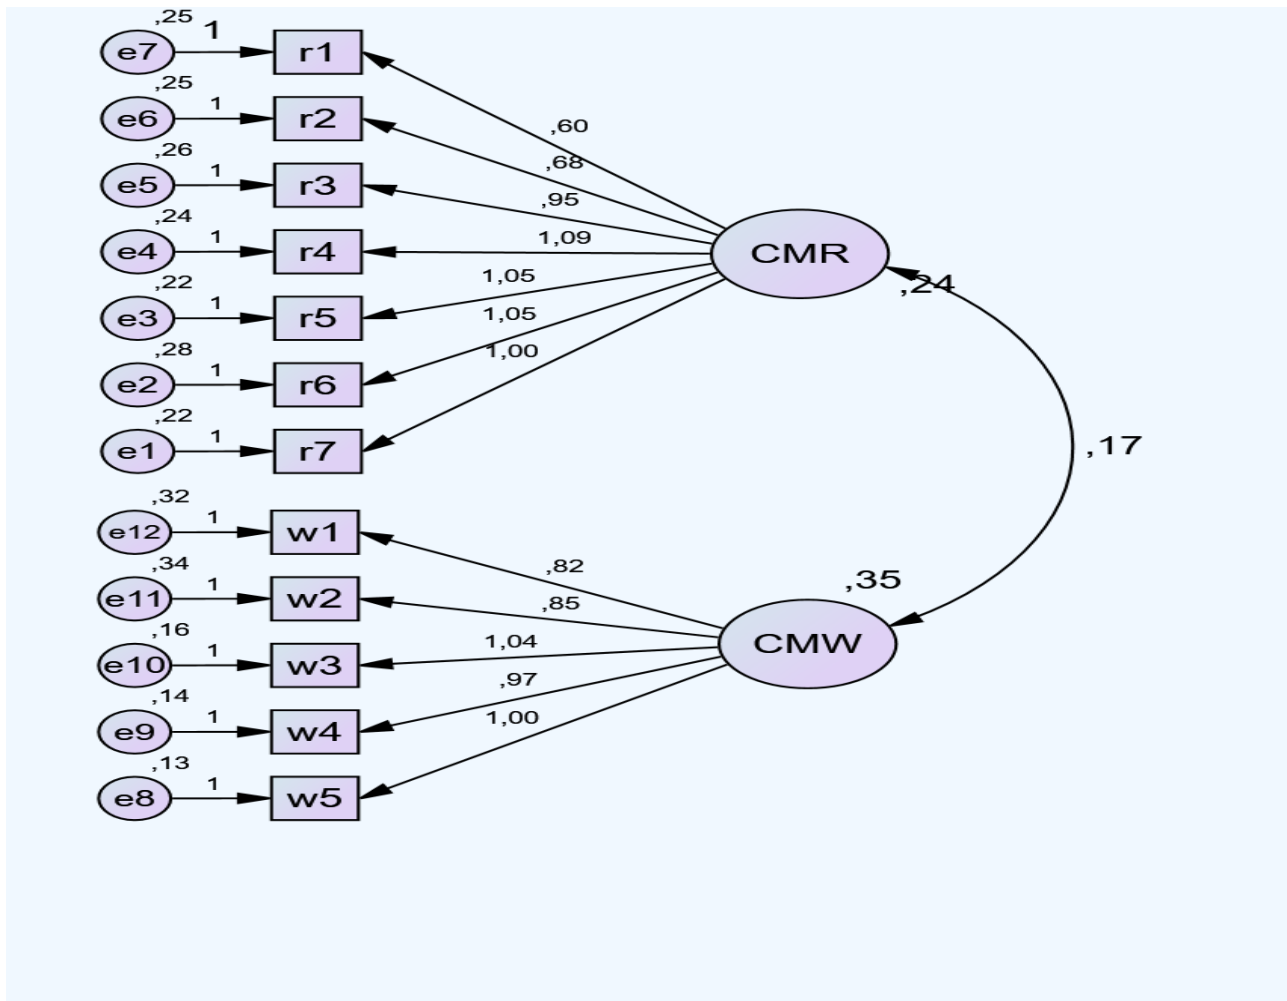 ,25
e7 1 r1
,25
e6 1 r2
,60
,26
e5 1 r3
,68
,95
,24
e4 1 r4
1,09
CMR
,24
,22
e3 1 r5
1,05
,28
e2 1 r6
1,05
,22
e1 1 r7
1,00
,17
,32
e12 1 w1
,82
,34
e11 1 w2
,85
,35
,16
e10 1 w3
1,04
CMW
,14
e9 1 w4
,97
,13
e8 1 w5
1,00